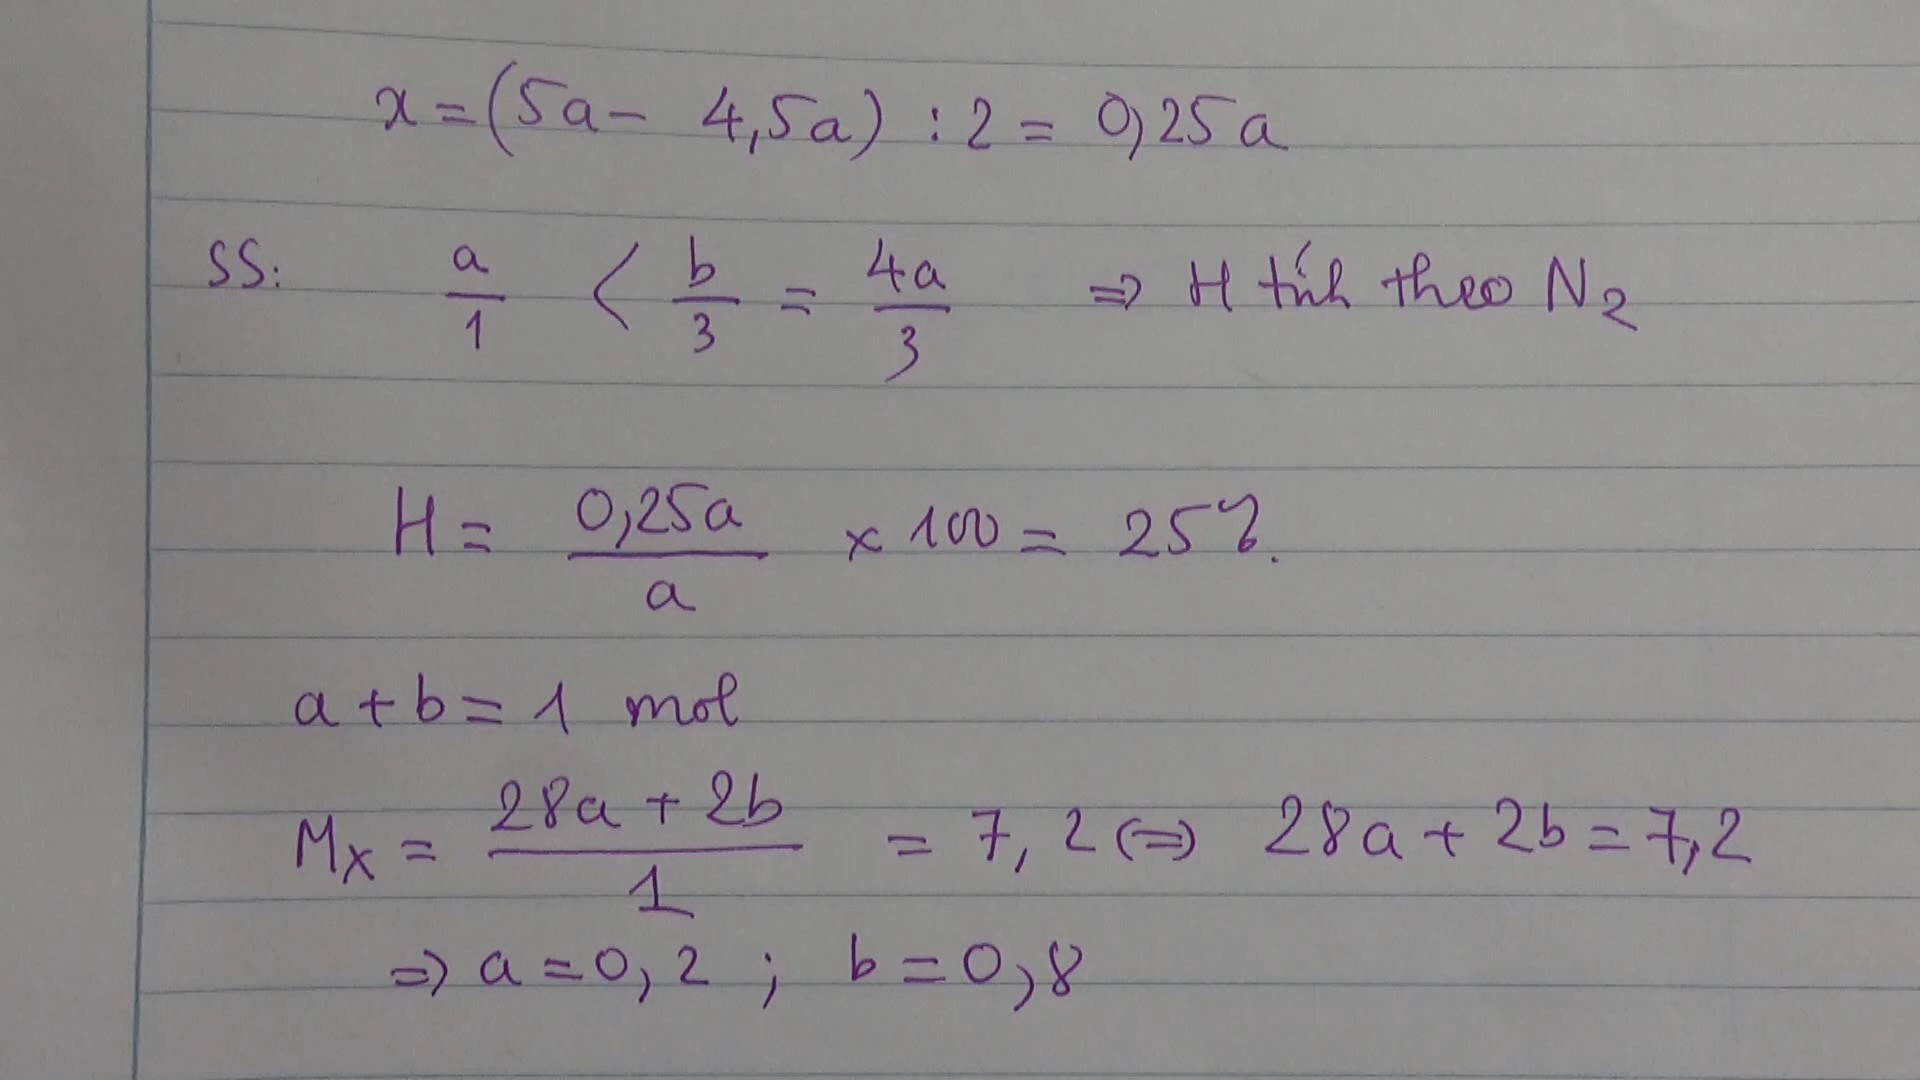 x = (5a - 4,5a) : 2 = 0,25a
SS: a/1 < b/3 = 4a/3 ⇒ H tính theo N₂
H = 0,25a/a × 100 = 25%.
a + b = 1 mol
Mx = 28a + 2b/1 = 7,2 ⇔ 28a + 2b = 7,2
⇒ a = 0,2 ; b = 0,8